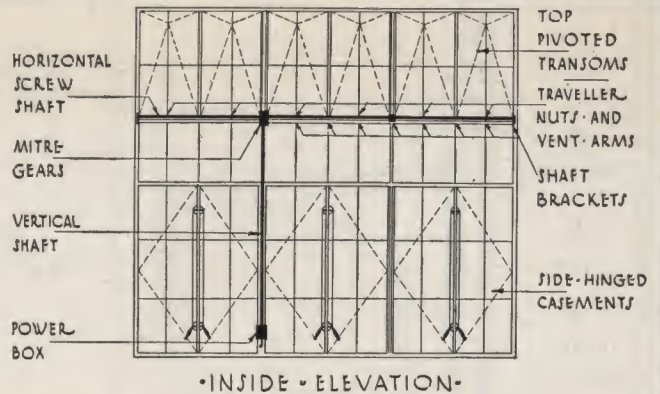 HORIZONTAL
SCREW
SHAFT
MITRE-
GEARS
VERTICAL
SHAFT
POWER
BOX
TOP
PIVOTED
TRANSOMS
TRAVELLER
NUTS · AND
VENT · ARMS
SHAFT
BRACKETS
SIDE-HINGED
CASEMENTS
·INSIDE - ELEVATION·